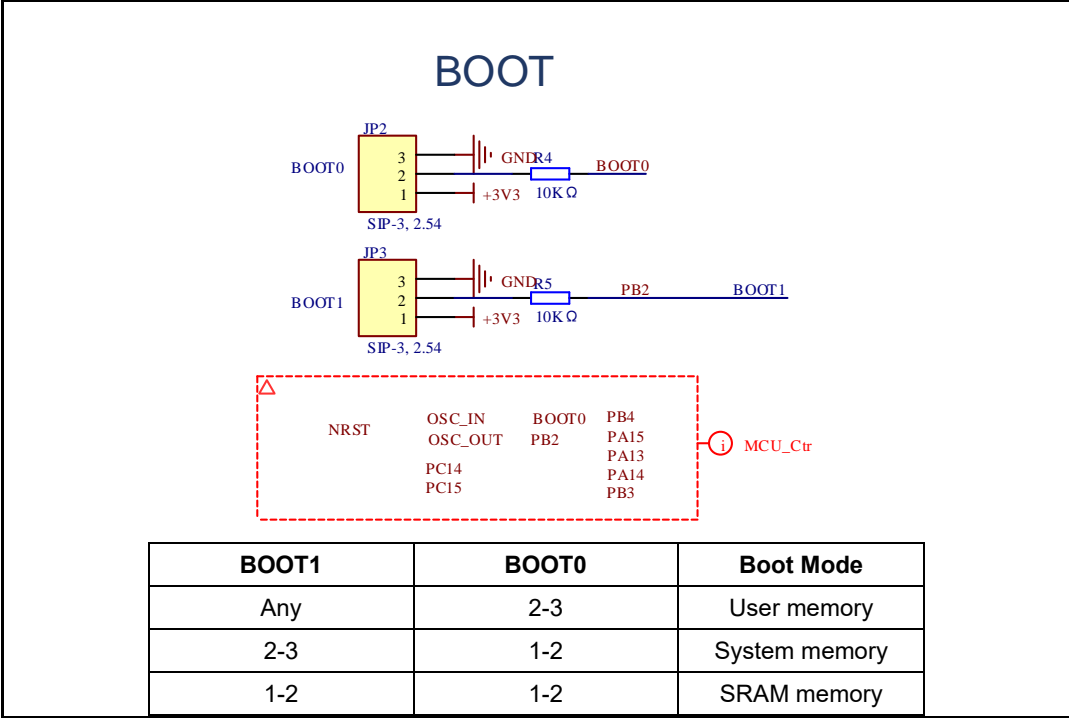 BOOT
JP2
BOOT0
3
GND
R4
BOOT0
2
1
+3V3
10KΩ
SIP-3, 2.54
JP3
BOOT1
3
GND
R5
PB2
BOOT1
2
1
+3V3
10KΩ
SIP-3, 2.54
NRST
OSC_IN
BOOT0
PB4
OSC_OUT
PB2
PA15
PA13
PC14
PA14
PC15
PB3
i
MCU_Ctr
BOOT1 BOOT0 Boot Mode
Any 2-3 User memory
2-3 1-2 System memory
1-2 1-2 SRAM memory